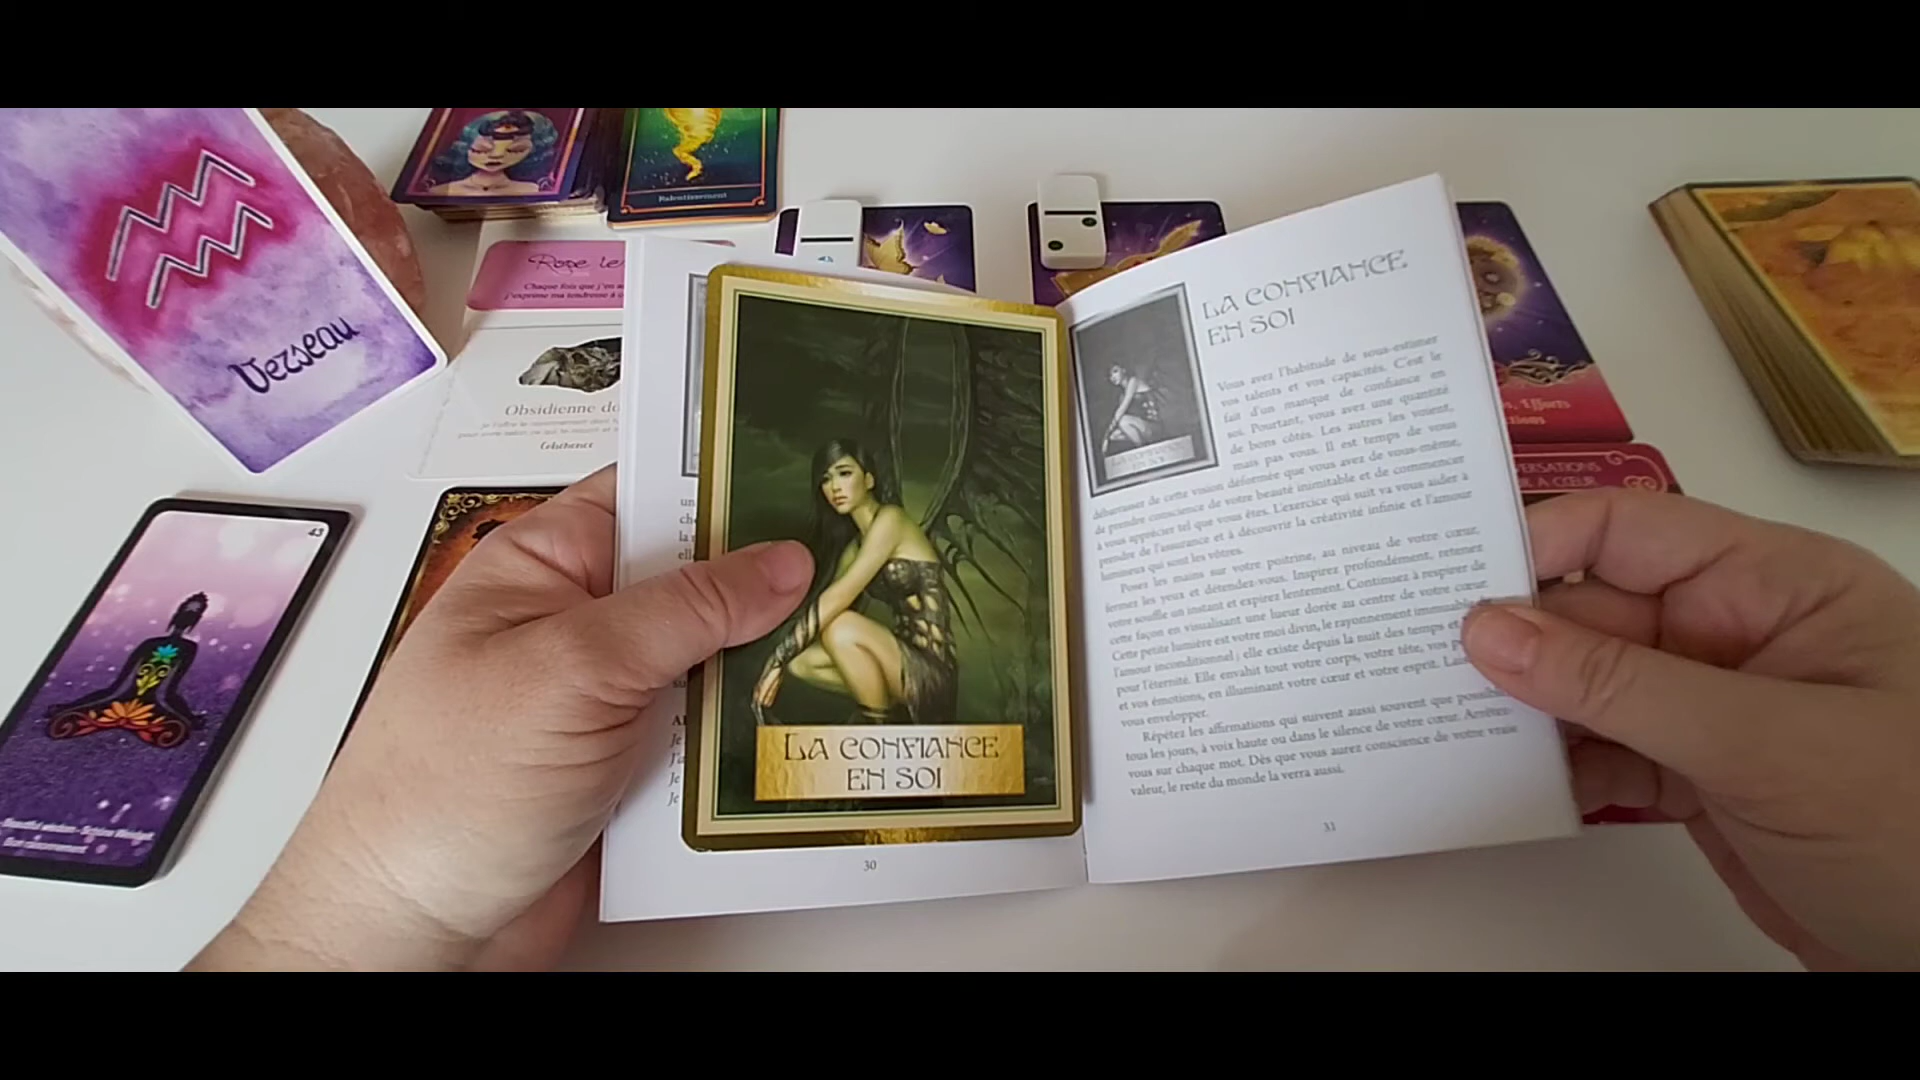 Verseau
Ralentissement
Rose
Chaque fois que j'en
j'exprime ma tendresse à
Obsidienne
Cohérence
43
LA CONFIANCE
EN SOI
30
LA CONFIANCE
EN SOI
Vous avez l'habitude de sous-estimer
vos talents et vos capacités. C'est le
fait d'un manque de confiance en
soi. Pourtant, vous avez une quantité
de bons côtés. Les autres les voient,
mais pas vous. Il est temps de vous
débarrasser de cette vision déformée que vous avez de vous-même,
de prendre conscience de votre beauté inimitable et de commencer
à vous apprécier tel que vous êtes. L'exercice qui suit va vous aider à
prendre de l'assurance et à découvrir la créativité infinie et l'amour
lumineux qui sont les vôtres.
Posez les mains sur votre poitrine, au niveau de votre cœur,
fermez les yeux et détendez-vous. Inspirez profondément, retenez
votre souffle un instant et expirez lentement. Continuez à respirer de
cette façon en visualisant une lueur dorée au centre de votre cœur.
Cette petite lumière est votre moi divin, le rayonnement immuable de
l'amour inconditionnel ; elle existe depuis la nuit des temps et
pour l'éternité. Elle envahit tout votre corps, votre tête, vos
et vos émotions, en illuminant votre cœur et votre esprit.
vous envelopper.
Répétez les affirmations qui suivent aussi souvent que possible,
tous les jours, à voix haute ou dans le silence de votre cœur. Arrêtez-
vous sur chaque mot. Dès que vous aurez conscience de votre vraie
valeur, le reste du monde la verra aussi.
31
Efforts